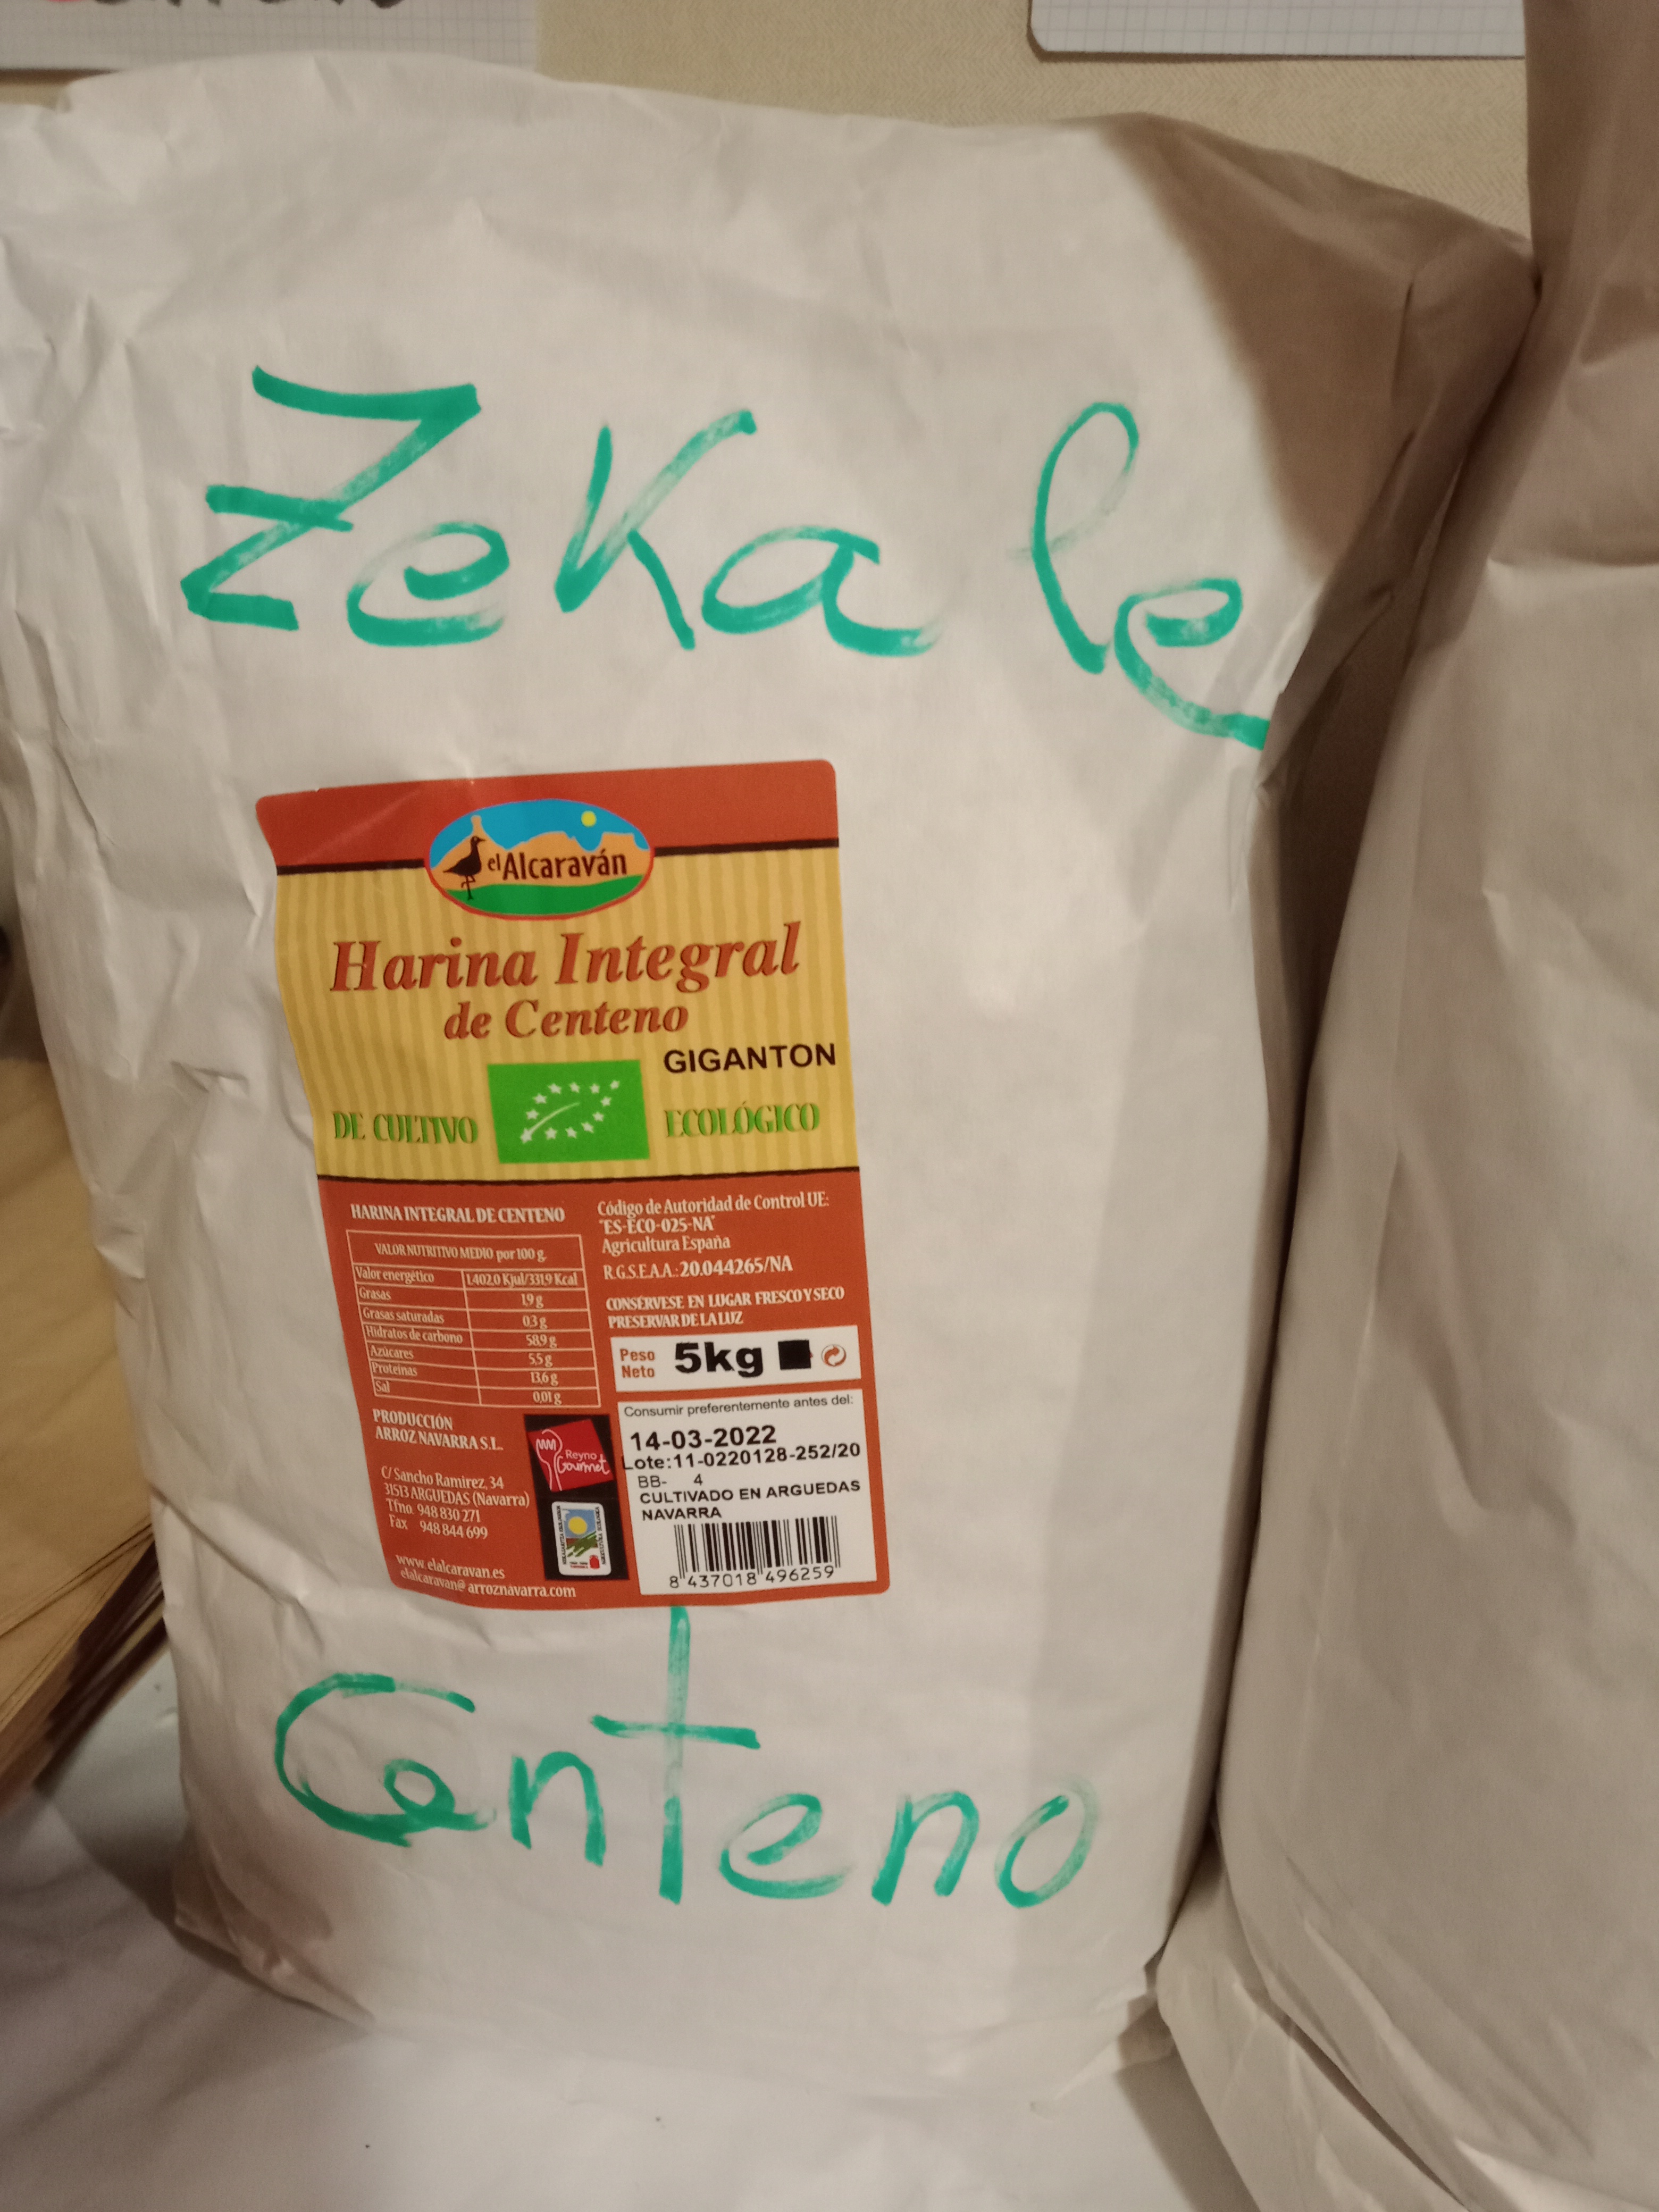 Zekale
el Alcaraván
Harina Integral
de Centeno
GIGANTON
DE CULTIVO ECOLÓGICO
HARINA INTEGRAL DE CENTENO
VALOR NUTRITIVO MEDIO por 100 g.
Valor energético 1.402,0 Kjul/331,9 Kcal
Grasas 1,9 g
Grasas saturadas 0,3 g
Hidratos de carbono 58,9 g
Azúcares 5,5 g
Proteínas 13,6 g
Sal 0,01 g
PRODUCCIÓN
ARROZ NAVARRA S.L.
C/ Sancho Ramirez, 34
31513 ARGUEDAS (Navarra)
Tfno. 948 830 271
Fax 948 844 699
www.elalcaravan.es
elalcaravan@arroznavarra.com
Reyno
Gourmet
Código de Autoridad de Control UE:
"ES-ECO-025-NA"
Agricultura España
R.G.S.E.A.A.: 20.044265/NA
CONSÉRVESE EN LUGAR FRESCO Y SECO
PRESERVAR DE LA LUZ
Peso Neto 5kg
Consumir preferentemente antes del:
14-03-2022
Lote:11-0220128-252/20
BB- 4
CULTIVADO EN ARGUEDAS
NAVARRA
8 437018 496259
Centeno